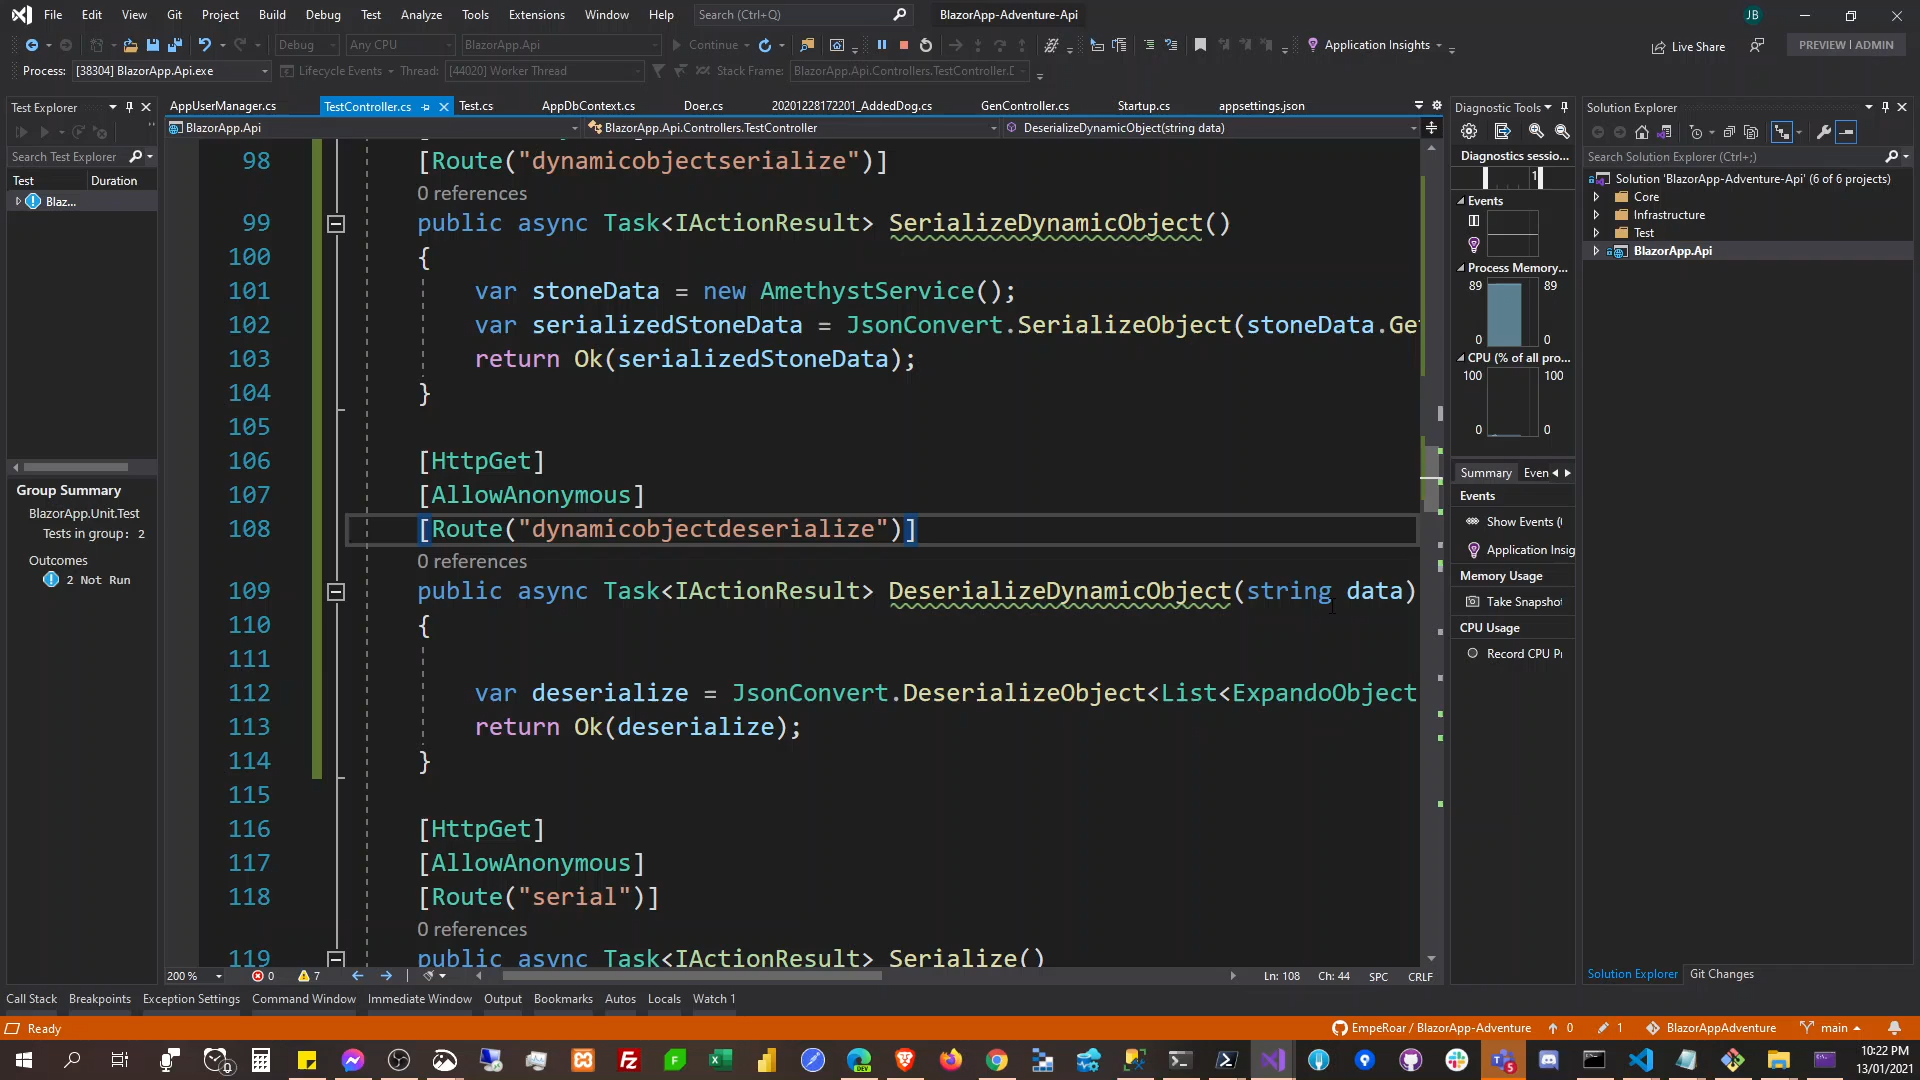 File Edit View Git Project Build Debug Test Analyze Tools Extensions Window Help Search (Ctrl+Q) BlazorApp-Adventure-Api JB
Debug Any CPU BlazorApp.Api Continue Application Insights Live Share PREVIEW | ADMIN
Process: [38304] BlazorApp.Api.exe Lifecycle Events Thread: [44020] Worker Thread Stack Frame: BlazorApp.Api.Controllers.TestController.D
Test Explorer
Search Test Explorer
Test Duration
Blaz...
Group Summary
BlazorApp.Unit.Test
Tests in group: 2
Outcomes
2 Not Run
AppUserManager.cs TestController.cs Test.cs AppDbContext.cs Doer.cs 20201228172201_AddedDog.cs GenController.cs Startup.cs appsettings.json
BlazorApp.Api BlazorApp.Api.Controllers.TestController DeserializeDynamicObject(string data)
98 [Route("dynamicobjectserialize")]
0 references
99 public async Task<IActionResult> SerializeDynamicObject()
100 {
101 var stoneData = new AmethystService();
102 var serializedStoneData = JsonConvert.SerializeObject(stoneData.Ge
103 return Ok(serializedStoneData);
104 }
105
106 [HttpGet]
107 [AllowAnonymous]
108 [Route("dynamicobjectdeserialize")]
0 references
109 public async Task<IActionResult> DeserializeDynamicObject(string data)
110 {
111
112 var deserialize = JsonConvert.DeserializeObject<List<ExpandoObject
113 return Ok(deserialize);
114 }
115
116 [HttpGet]
117 [AllowAnonymous]
118 [Route("serial")]
0 references
119 public async Task<IActionResult> Serialize()
200 % 0 7 Ln: 108 Ch: 44 SPC CRLF
Diagnostic Tools
Diagnostics sessio...
1
Events
Process Memory...
89 89
0 0
CPU (% of all pro...
100 100
0 0
Summary Even
Events
Show Events (
Application Insig
Memory Usage
Take Snapshot
CPU Usage
Record CPU P
Solution Explorer
Search Solution Explorer (Ctrl+;)
Solution 'BlazorApp-Adventure-Api' (6 of 6 projects)
Core
Infrastructure
Test
BlazorApp.Api
Solution Explorer Git Changes
Call Stack Breakpoints Exception Settings Command Window Immediate Window Output Bookmarks Autos Locals Watch 1
Ready EmpeRoar / BlazorApp-Adventure 0 1 BlazorAppAdventure main
10:22 PM
13/01/2021